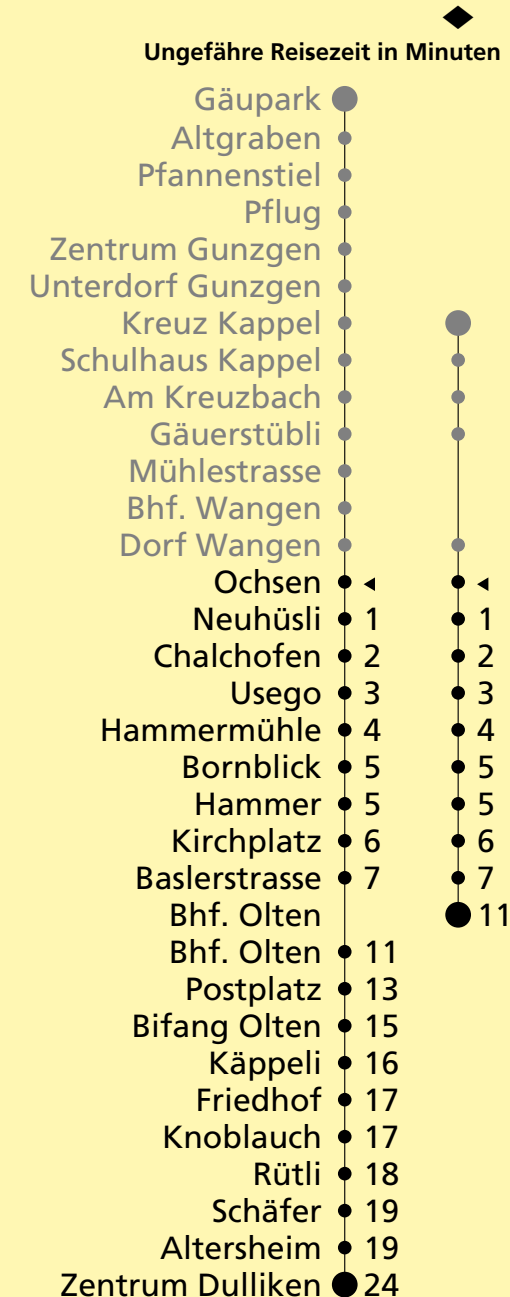 Ungefähre Reisezeit in Minuten
Gäupark
Altgraben
Pfannenstiel
Pflug
Zentrum Gunzgen
Unterdorf Gunzgen
Kreuz Kappel
Schulhaus Kappel
Am Kreuzbach
Gäuerstübli
Mühlestrasse
Bhf. Wangen
Dorf Wangen
Ochsen
Neuhüsli 1 1
Chalchofen 2 2
Usego 3 3
Hammermühle 4 4
Bornblick 5 5
Hammer 5 5
Kirchplatz 6 6
Baslerstrasse 7 7
Bhf. Olten 11
Bhf. Olten 11
Postplatz 13
Bifang Olten 15
Käppeli 16
Friedhof 17
Knoblauch 17
Rütli 18
Schäfer 19
Altersheim 19
Zentrum Dulliken 24